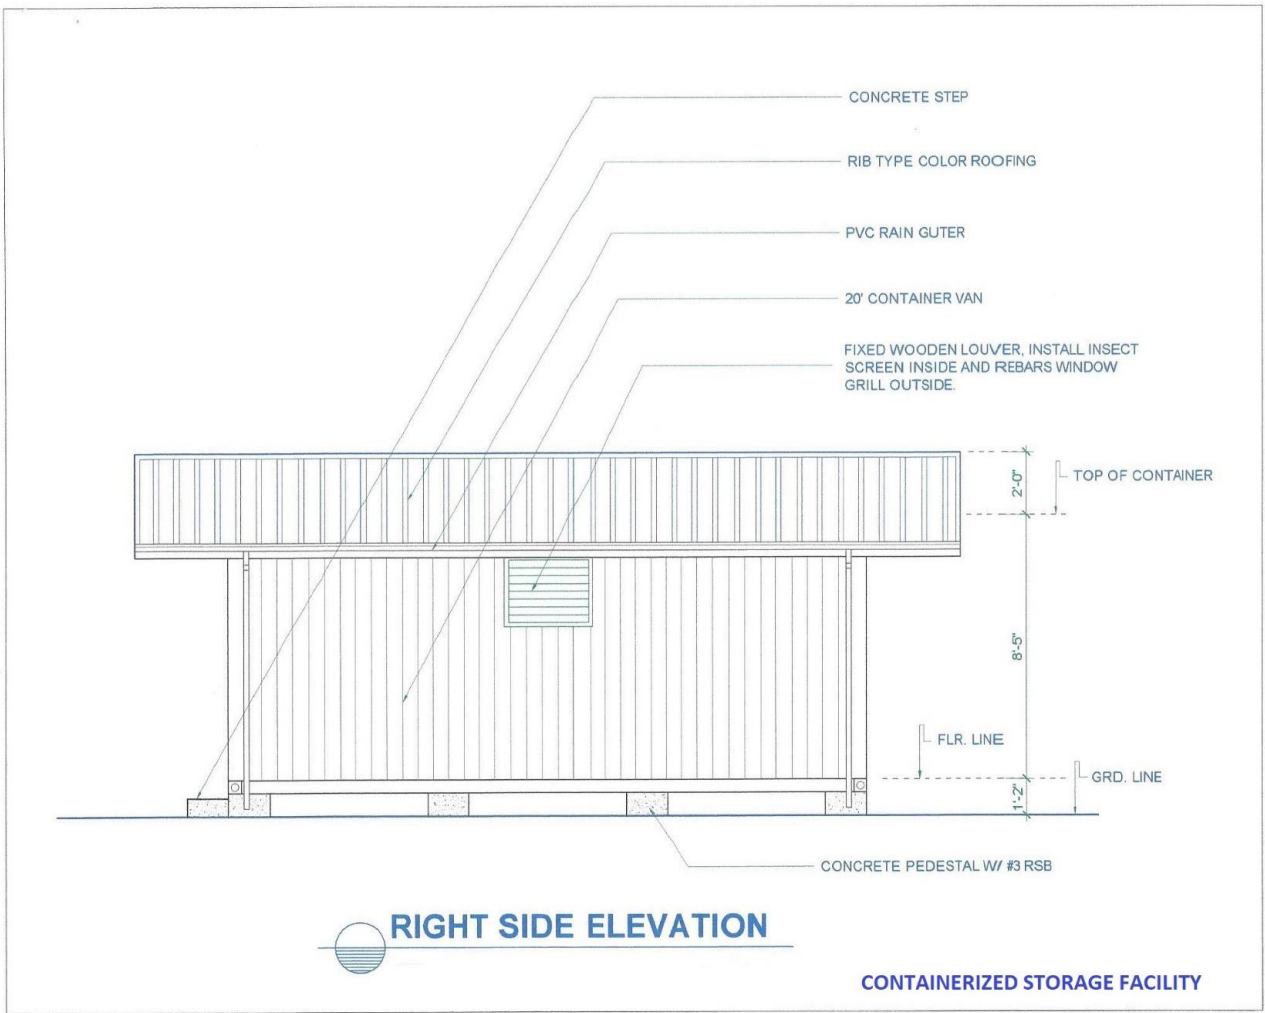 CONCRETE STEP
RIB TYPE COLOR ROOFING
PVC RAIN GUTER
20' CONTAINER VAN
FIXED WOODEN LOUVER, INSTALL INSECT
SCREEN INSIDE AND REBARS WINDOW
GRILL OUTSIDE.
2'-0"
TOP OF CONTAINER
8'-5"
FLR. LINE
GRD. LINE
1'-2"
CONCRETE PEDESTAL W/ #3 RSB
RIGHT SIDE ELEVATION
CONTAINERIZED STORAGE FACILITY